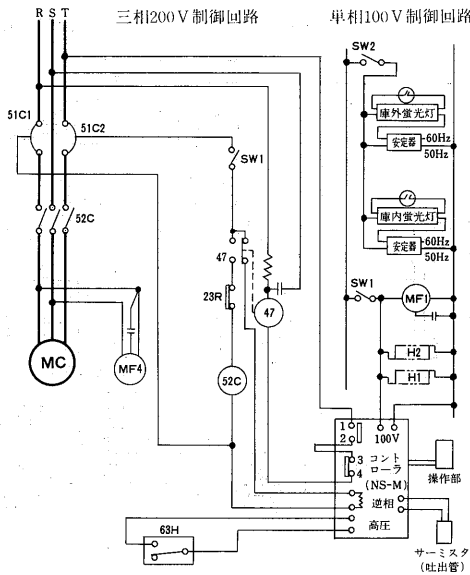 三相200V制御回路
単相100V制御回路
R S T
51C1
51C2
SW1
52C
47
23R
47
52C
MC
MF4
63H
SW2
庫外蛍光灯
安定器
60Hz
50Hz
庫内蛍光灯
安定器
60Hz
50Hz
SW1
MF1
H2
H1
1
2
100V
3
4
コント
ローラ
(NS-M)
逆相
高圧
操作部
サーミスタ
(吐出管)